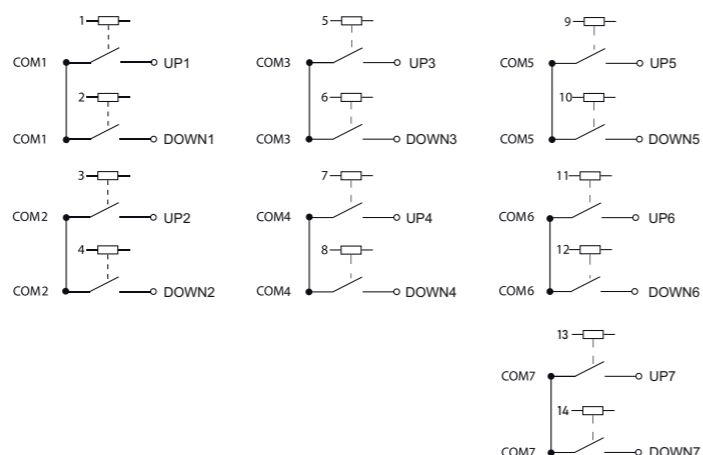 1 5 9
COM1 UP1 COM3 UP3 COM5 UP5
2 6 10
COM1 DOWN1 COM3 DOWN3 COM5 DOWN5
3 7 11
COM2 UP2 COM4 UP4 COM6 UP6
4 8 12
COM2 DOWN2 COM4 DOWN4 COM6 DOWN6
13
COM7 UP7
14
COM7 DOWN7